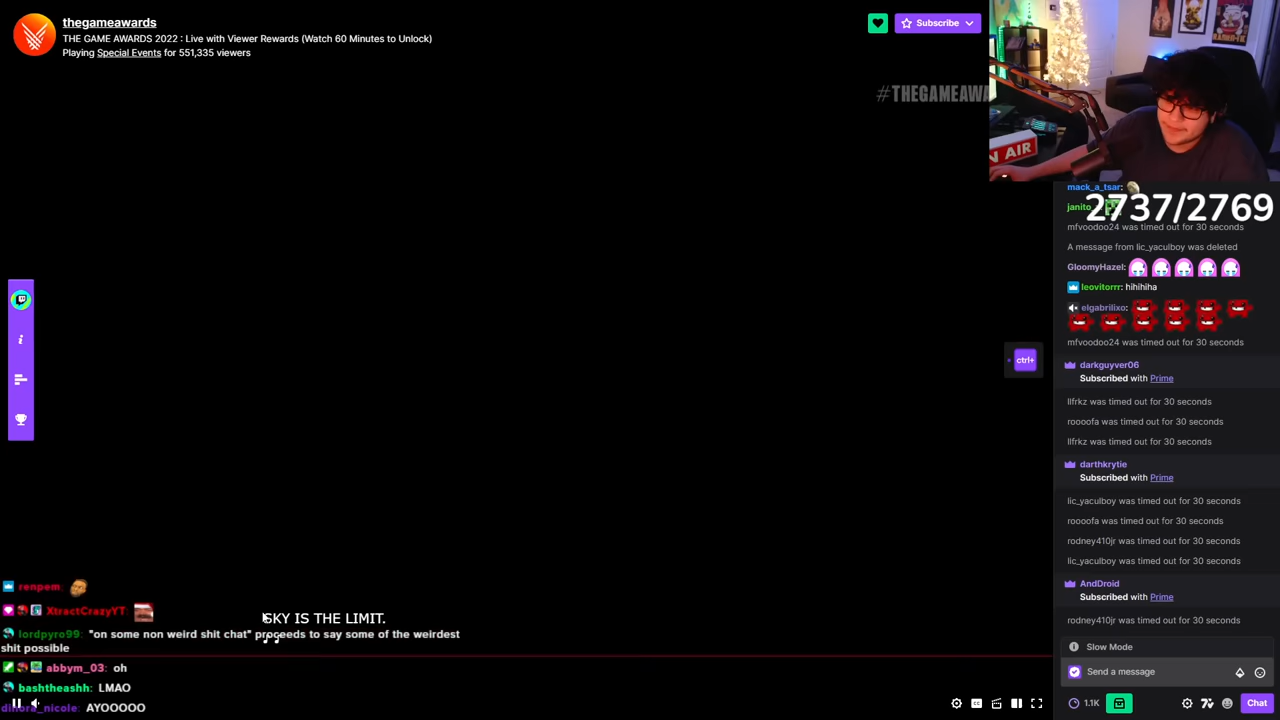 thegameawards
THE GAME AWARDS 2022 : Live with Viewer Rewards (Watch 60 Minutes to Unlock)
Playing Special Events for 551,335 viewers
Subscribe
#THEGAMEAWA
ON AIR
mack_a_tsar:
2737/2769
mfvoodoo24 was timed out for 30 seconds
A message from lic_yaculboy was deleted
GloomyHazel:
leovitorrr: hihihiha
elgabrilixo:
mfvoodoo24 was timed out for 30 seconds
darkguyver06
Subscribed with Prime
ctrl+
llfrkz was timed out for 30 seconds
roooofa was timed out for 30 seconds
llfrkz was timed out for 30 seconds
darthkrytie
Subscribed with Prime
lic_yaculboy was timed out for 30 seconds
roooofa was timed out for 30 seconds
rodney410jr was timed out for 30 seconds
lic_yaculboy was timed out for 30 seconds
AndDroid
Subscribed with Prime
rodney410jr was timed out for 30 seconds
Slow Mode
Send a message
1.1K
Chat
renpem:
XtractCrazyYT
SKY IS THE LIMIT.
lordpyro99: "on some non weird shit chat" proceeds to say some of the weirdest
shit possible
abbym_03: oh
bashtheashh: LMAO
dinora_nicole: AYOOOOO